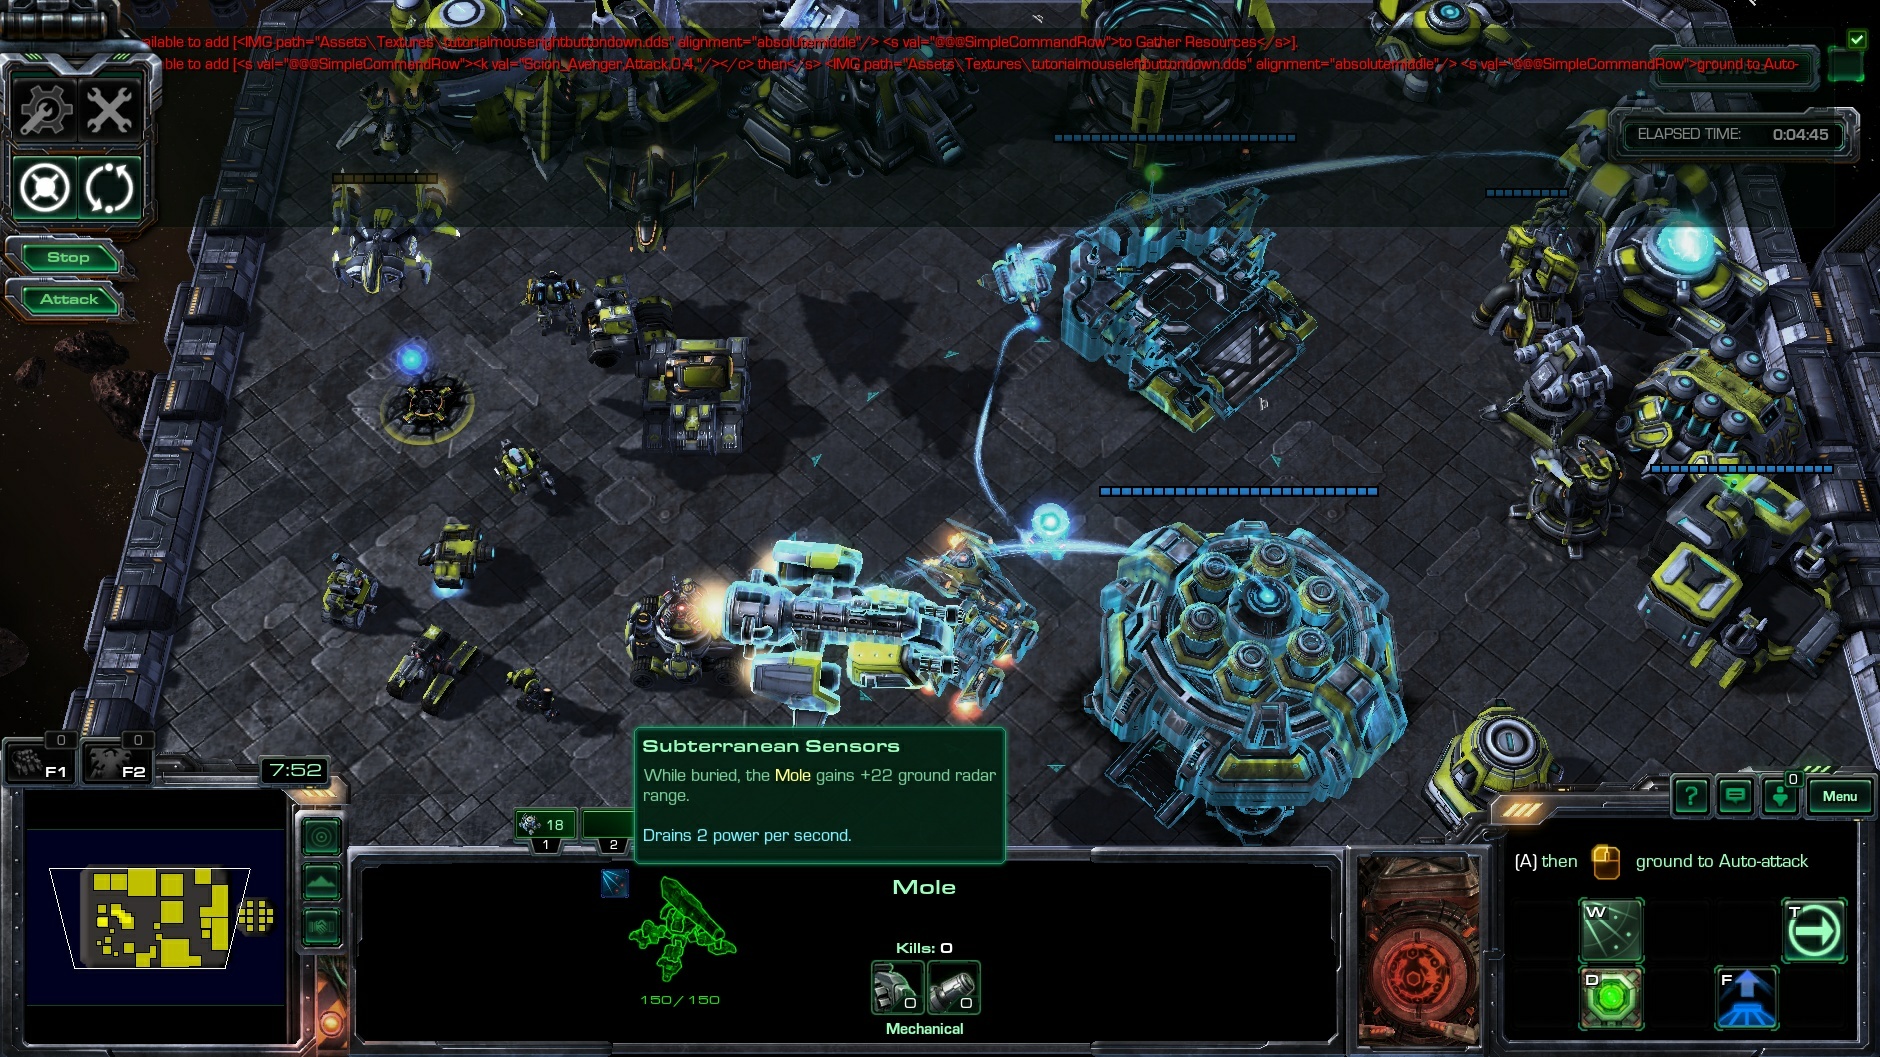 ilable to add [<IMG path="Assets\Textures\tutorialmouserightbuttondown.dds" alignment="absolutemiddle"/> <s val="@@@SimpleCommandRow">to Gather Resources</s>].
ble to add [<s val="@@@SimpleCommandRow"><k val="Scion_Avenger,Attack,0,4,"/></c> then</s> <IMG path="Assets\Textures\tutorialmouseleftbuttondown.dds" alignment="absolutemiddle"/> <s val="@@@SimpleCommandRow">ground to Auto-
ELAPSED TIME: 0:04:45
Stop
Attack
0 0
F1 F2
7:52
Subterranean Sensors
While buried, the Mole gains +22 ground radar
range.
Drains 2 power per second.
18
1 2
0
? Menu
Mole
(A) then ground to Auto-attack
W T
Kills: 0
D F
150/150
0 0
Mechanical